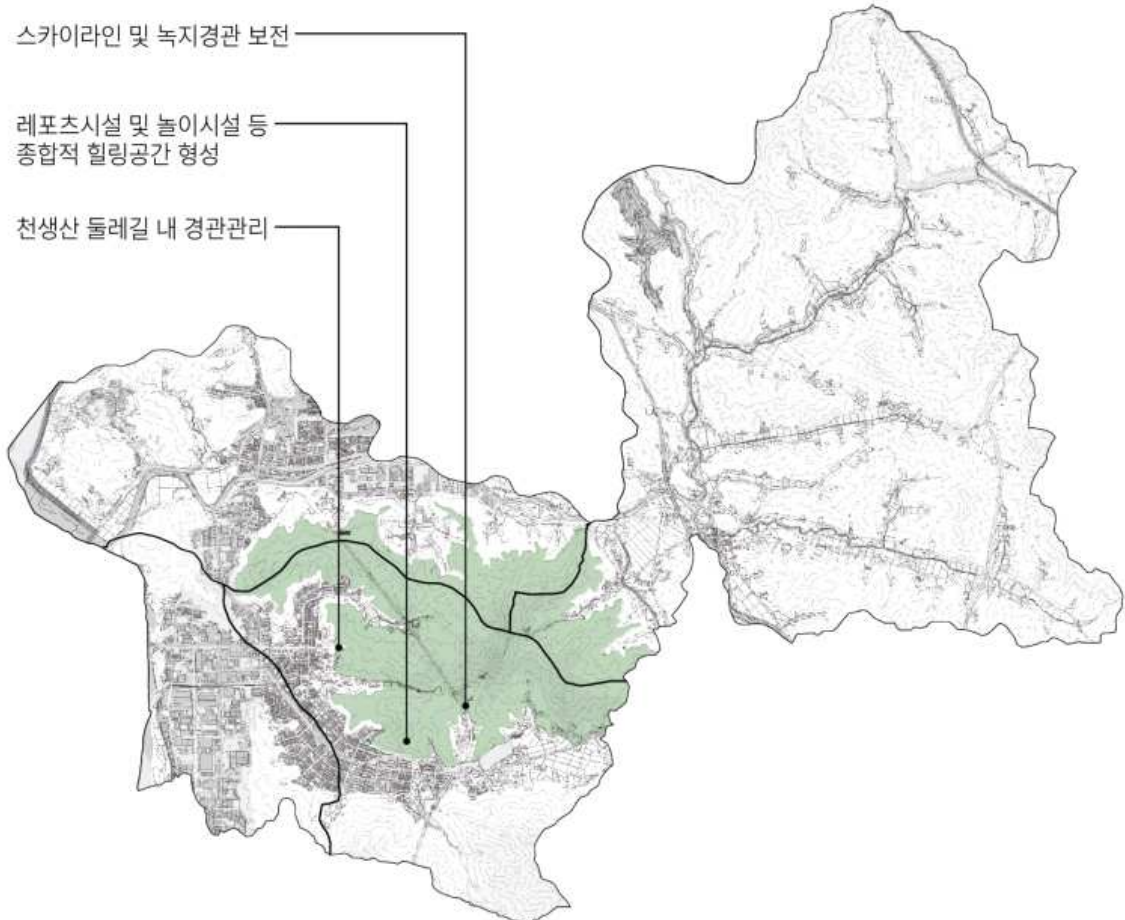 스카이라인 및 녹지경관 보전
레포츠시설 및 놀이시설 등
종합적 힐링공간 형성
천생산 둘레길 내 경관관리